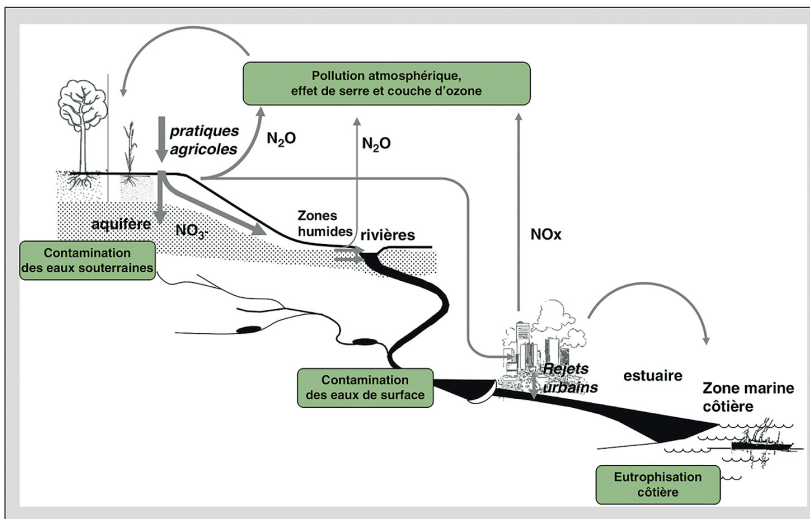 Pollution atmosphérique,
effet de serre et couche d'ozone
pratiques
agricoles
N2O
N2O
aquifère
NO3-
Zones
humides
rivières
NOx
Contamination
des eaux souterraines
Contamination
des eaux de surface
Rejets
urbains
estuaire
Zone marine
côtière
Eutrophisation
côtière